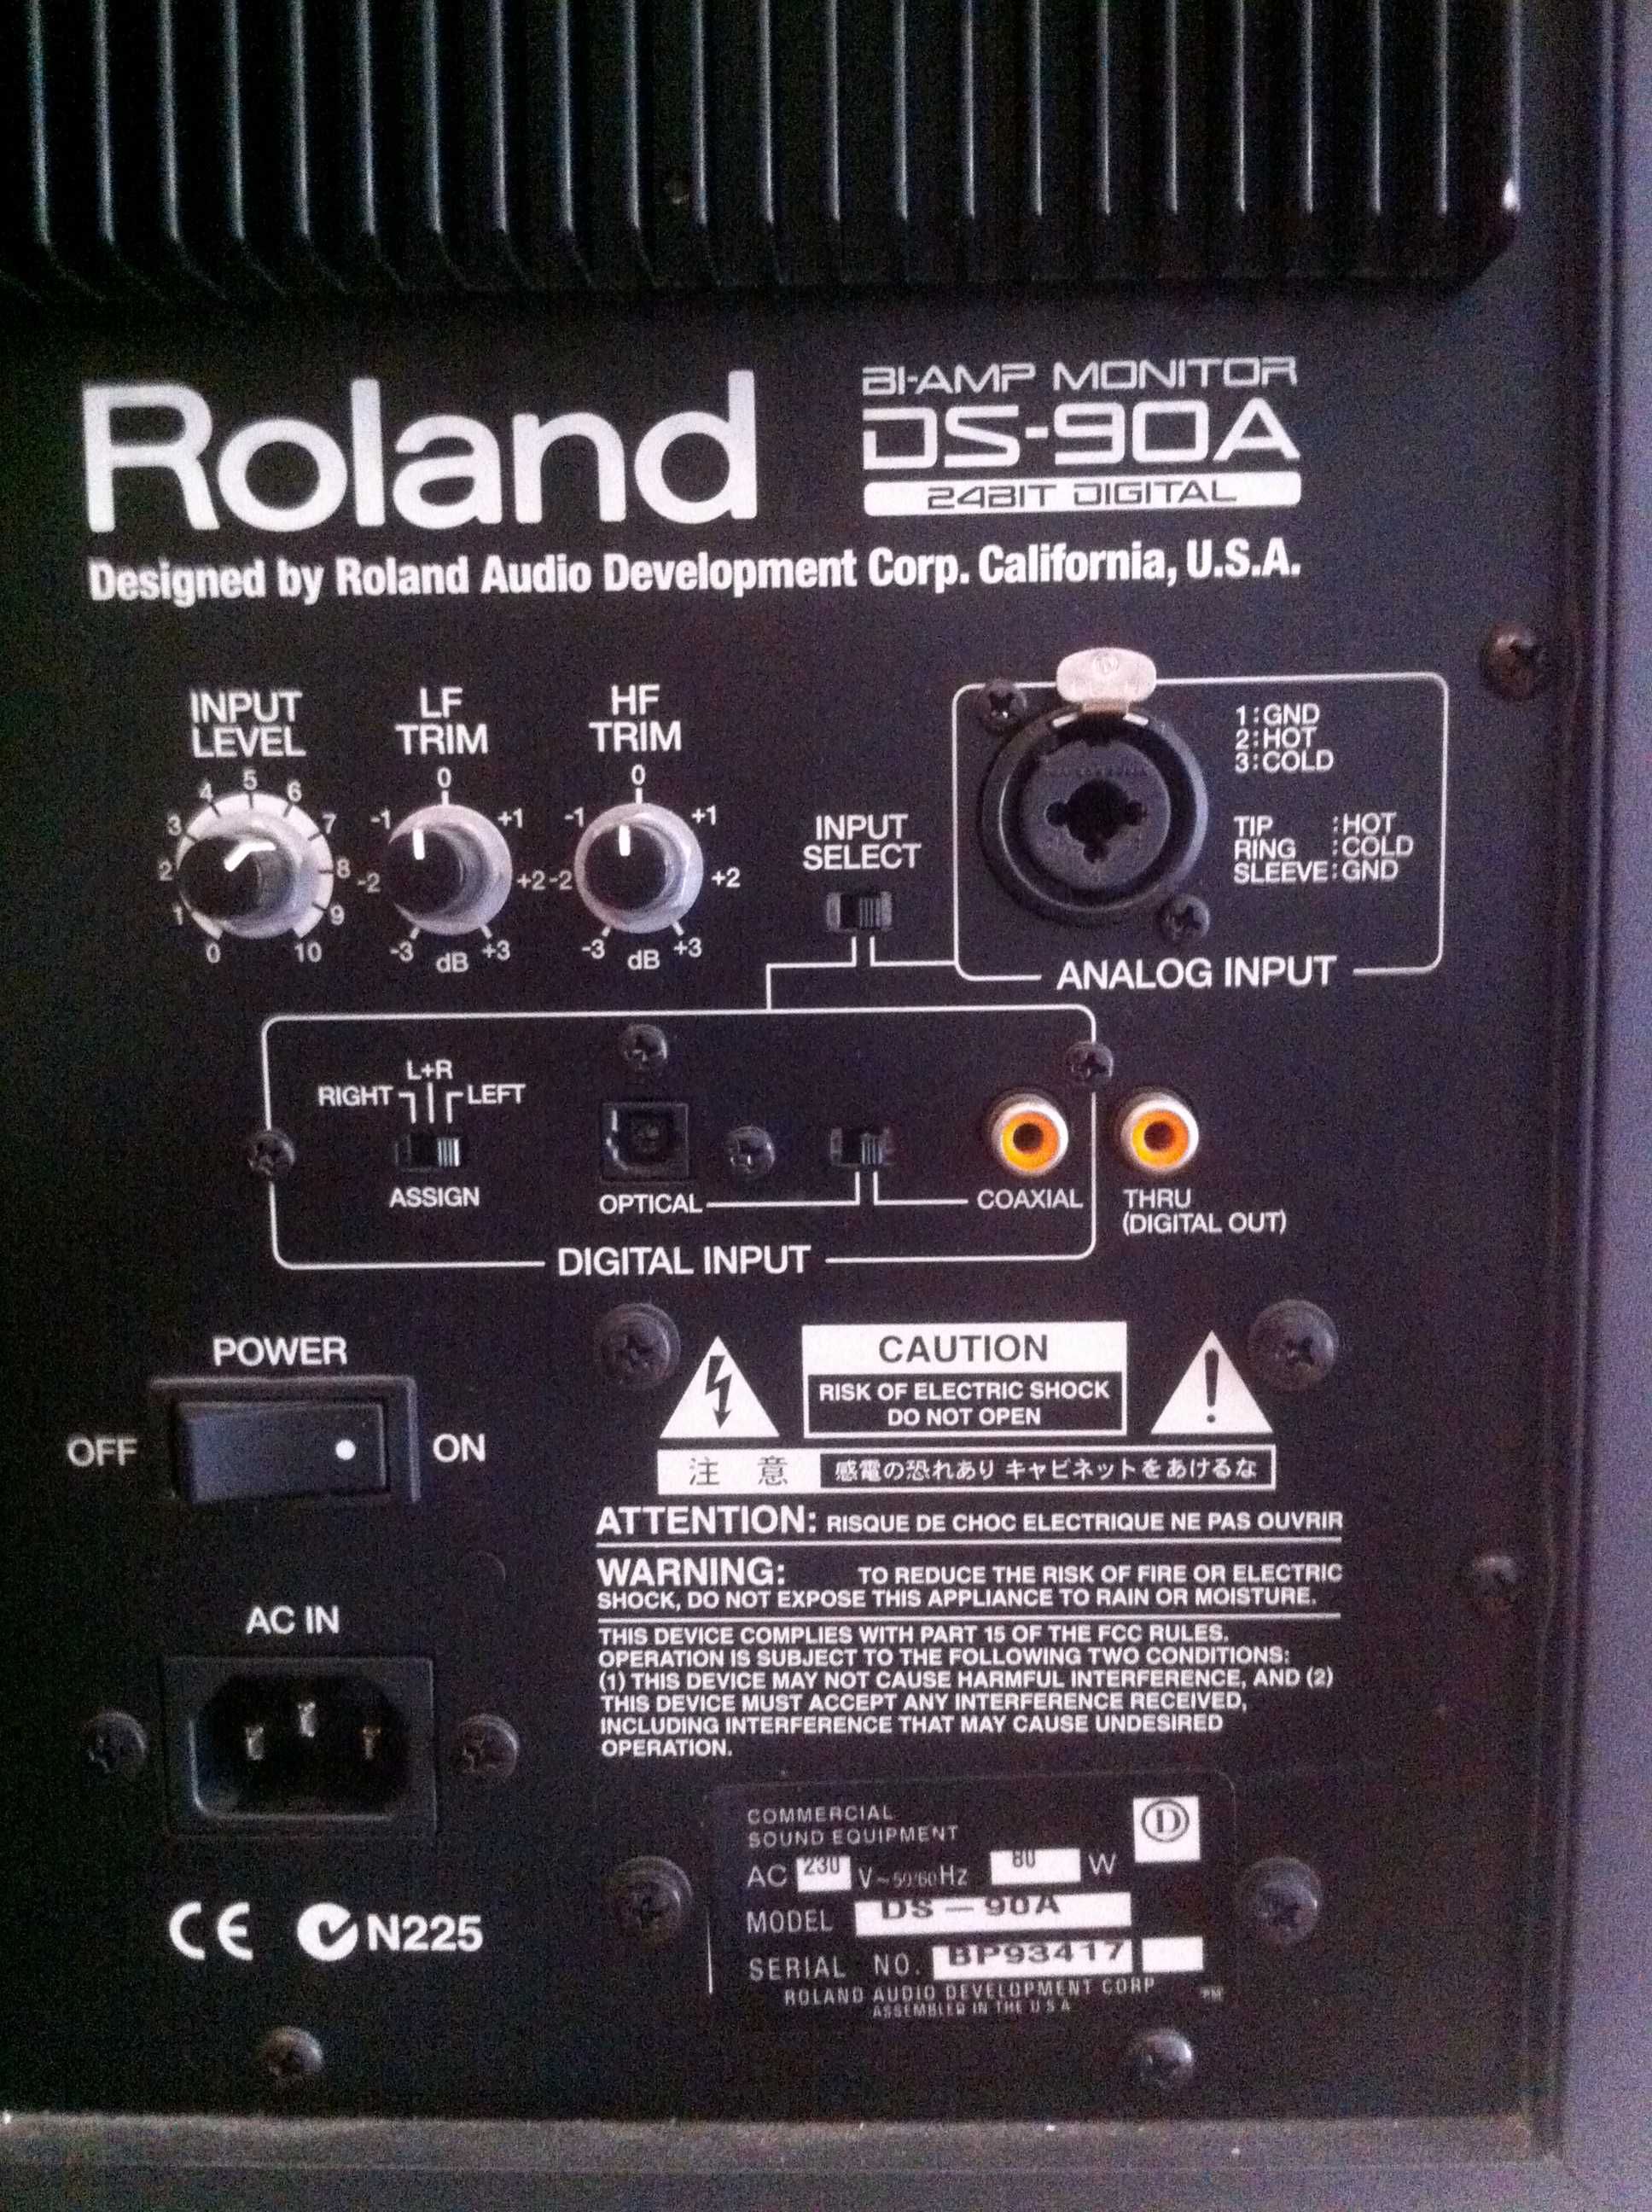 Roland
BI-AMP MONITOR
DS-90A
24BIT DIGITAL
Designed by Roland Audio Development Corp. California, U.S.A.
INPUT LEVEL
0 1 2 3 4 5 6 7 8 9 10
LF TRIM
-3 -2 -1 0 +1 +2 +3
dB
HF TRIM
-3 -2 -1 0 +1 +2 +3
dB
INPUT SELECT
1:GND
2:HOT
3:COLD
TIP :HOT
RING :COLD
SLEEVE:GND
ANALOG INPUT
L+R
RIGHT LEFT
ASSIGN
OPTICAL
COAXIAL
THRU
(DIGITAL OUT)
DIGITAL INPUT
POWER
OFF ON
AC IN
CAUTION
RISK OF ELECTRIC SHOCK
DO NOT OPEN
注 意 感電の恐れあり キャビネットをあけるな
ATTENTION: RISQUE DE CHOC ELECTRIQUE NE PAS OUVRIR
WARNING: TO REDUCE THE RISK OF FIRE OR ELECTRIC
SHOCK, DO NOT EXPOSE THIS APPLIANCE TO RAIN OR MOISTURE.
THIS DEVICE COMPLIES WITH PART 15 OF THE FCC RULES.
OPERATION IS SUBJECT TO THE FOLLOWING TWO CONDITIONS:
(1) THIS DEVICE MAY NOT CAUSE HARMFUL INTERFERENCE, AND (2)
THIS DEVICE MUST ACCEPT ANY INTERFERENCE RECEIVED,
INCLUDING INTERFERENCE THAT MAY CAUSE UNDESIRED
OPERATION.
COMMERCIAL
SOUND EQUIPMENT
D
AC 230 V~50/60Hz 80 W
MODEL DS-90A
SERIAL NO. BP93417
ROLAND AUDIO DEVELOPMENT CORP
ASSEMBLED IN THE U S A
CE N225